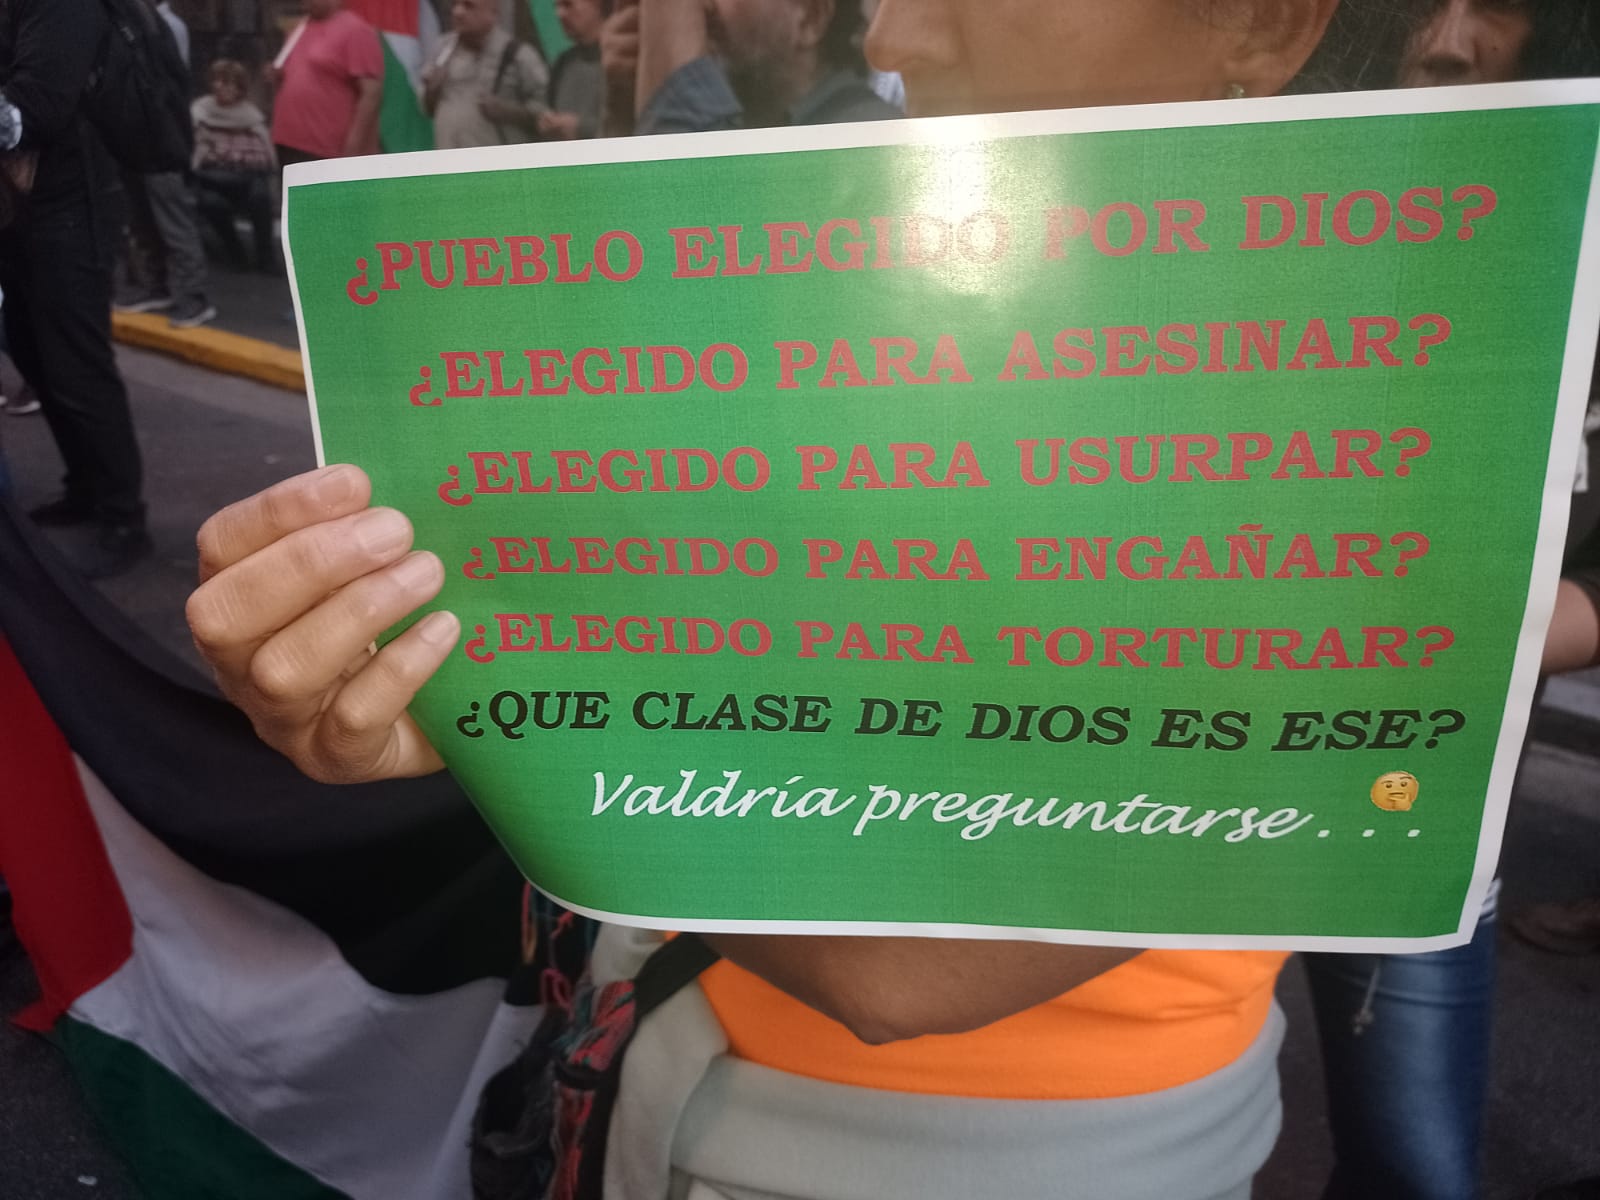 ¿PUEBLO ELEGIDO POR DIOS?
¿ELEGIDO PARA ASESINAR?
¿ELEGIDO PARA USURPAR?
¿ELEGIDO PARA ENGAÑAR?
¿ELEGIDO PARA TORTURAR?
¿QUE CLASE DE DIOS ES ESE?
Valdría preguntarse . . . 🤔